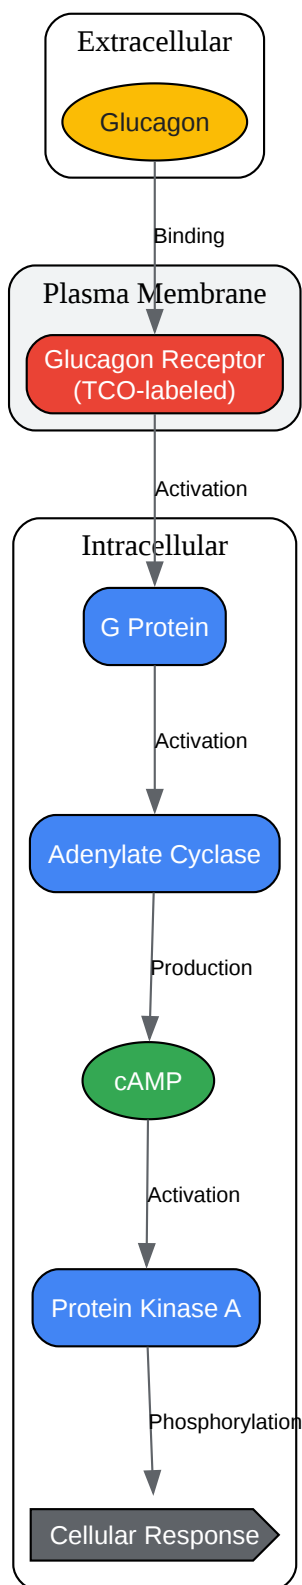 Extracellular
Glucagon
Binding
Plasma Membrane
Glucagon Receptor
(TCO-labeled)
Activation
Intracellular
G Protein
Activation
Adenylate Cyclase
Production
cAMP
Activation
Protein Kinase A
Phosphorylation
Cellular Response